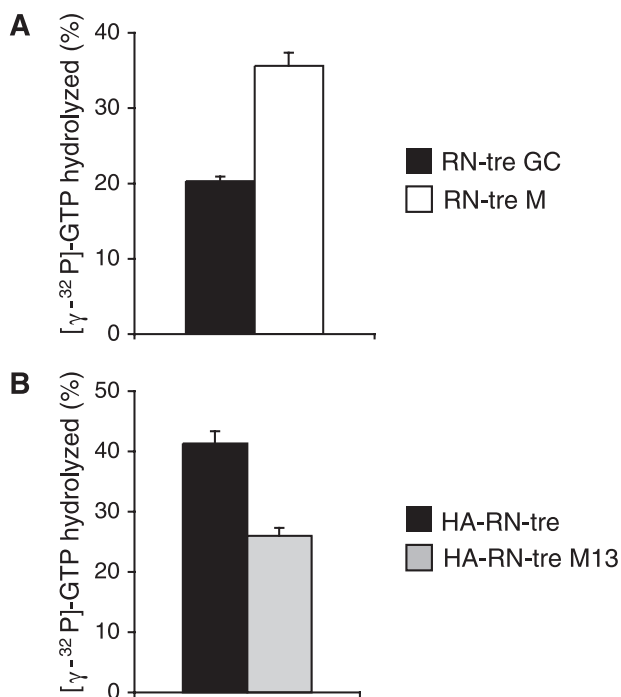 A
[γ-³²P]-GTP hydrolyzed (%)
40
30
20
10
0
RN-tre GC
RN-tre M
B
[γ-³²P]-GTP hydrolyzed (%)
50
40
30
20
10
0
HA-RN-tre
HA-RN-tre M13